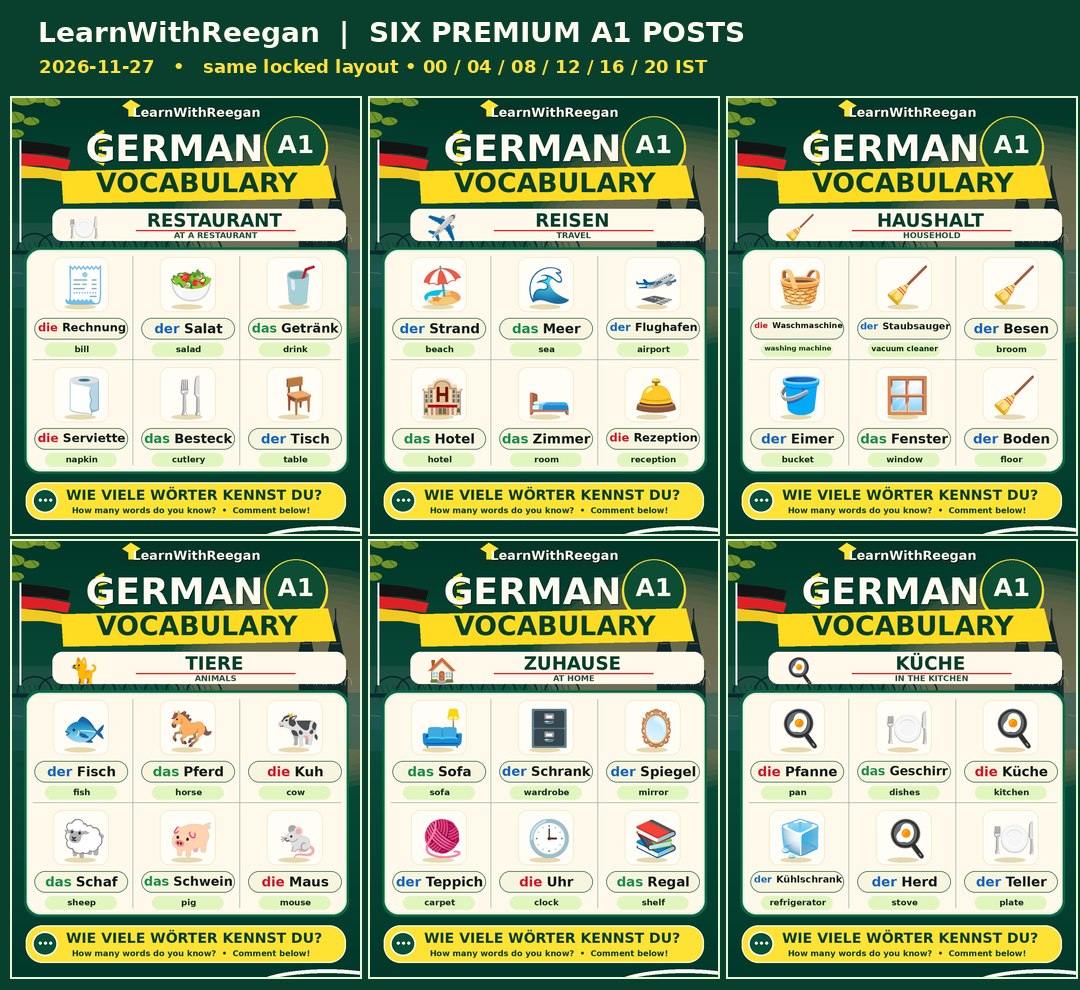 LearnWithReegan | SIX PREMIUM A1 POSTS
2026-11-27 • same locked layout • 00 / 04 / 08 / 12 / 16 / 20 IST
LearnWithReegan
GERMAN A1
VOCABULARY
RESTAURANT
AT A RESTAURANT
die Rechnung der Salat das Getränk
bill salad drink
die Serviette das Besteck der Tisch
napkin cutlery table
WIE VIELE WÖRTER KENNST DU?
How many words do you know? • Comment below!
LearnWithReegan
GERMAN A1
VOCABULARY
REISEN
TRAVEL
der Strand das Meer der Flughafen
beach sea airport
H
das Hotel das Zimmer die Rezeption
hotel room reception
WIE VIELE WÖRTER KENNST DU?
How many words do you know? • Comment below!
LearnWithReegan
GERMAN A1
VOCABULARY
HAUSHALT
HOUSEHOLD
die Waschmaschine der Staubsauger der Besen
washing machine vacuum cleaner broom
der Eimer das Fenster der Boden
bucket window floor
WIE VIELE WÖRTER KENNST DU?
How many words do you know? • Comment below!
LearnWithReegan
GERMAN A1
VOCABULARY
TIERE
ANIMALS
der Fisch das Pferd die Kuh
fish horse cow
das Schaf das Schwein die Maus
sheep pig mouse
WIE VIELE WÖRTER KENNST DU?
How many words do you know? • Comment below!
LearnWithReegan
GERMAN A1
VOCABULARY
ZUHAUSE
AT HOME
das Sofa der Schrank der Spiegel
sofa wardrobe mirror
der Teppich die Uhr das Regal
carpet clock shelf
WIE VIELE WÖRTER KENNST DU?
How many words do you know? • Comment below!
LearnWithReegan
GERMAN A1
VOCABULARY
KÜCHE
IN THE KITCHEN
die Pfanne das Geschirr die Küche
pan dishes kitchen
der Kühlschrank der Herd der Teller
refrigerator stove plate
WIE VIELE WÖRTER KENNST DU?
How many words do you know? • Comment below!